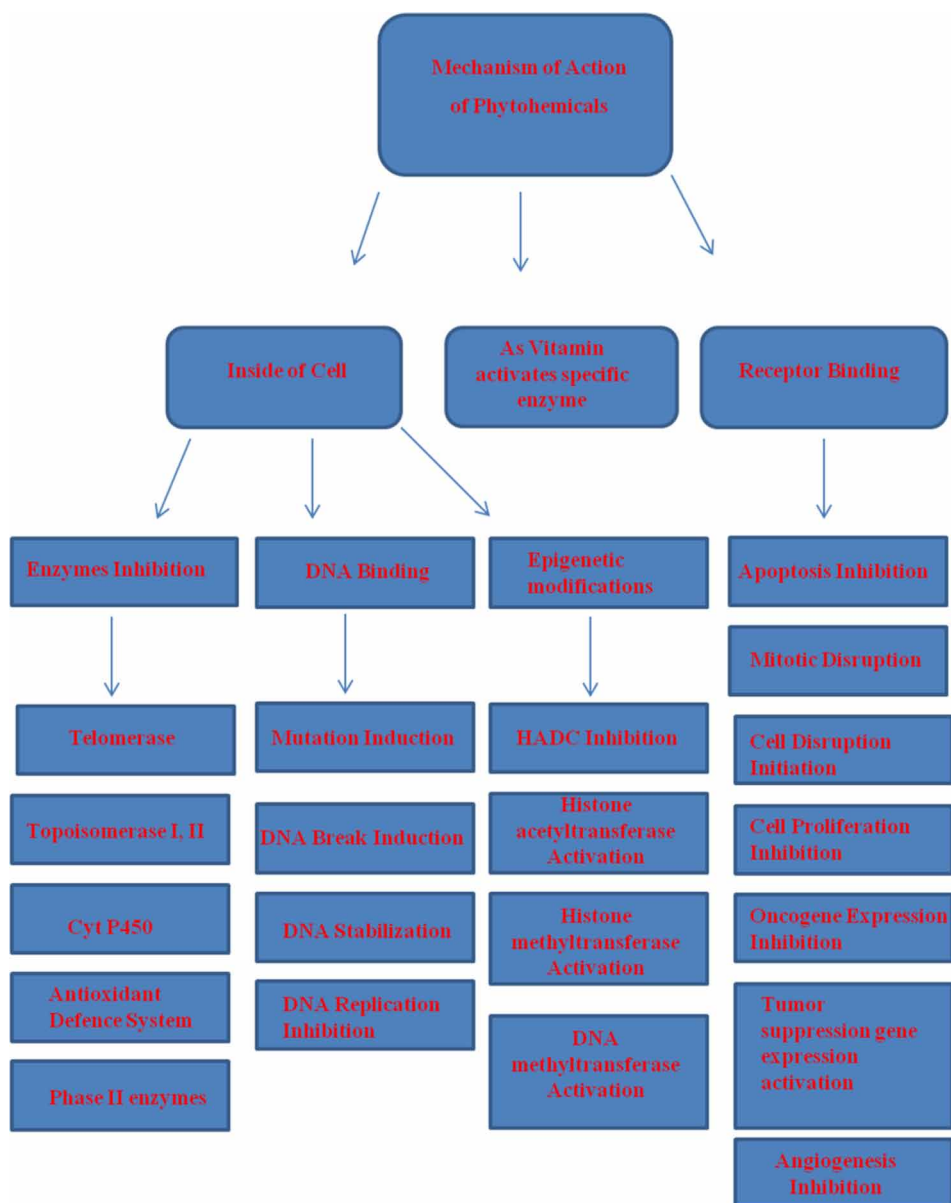 Mechanism of Action
of Phytohemicals
Inside of Cell
As Vitamin
activates specific
enzyme
Receptor Binding
Enzymes Inhibition
DNA Binding
Epigenetic
modifications
Apoptosis Inhibition
Mitotic Disruption
Telomerase
Mutation Induction
HADC Inhibition
Cell Disruption
Initiation
Topoisomerase I, II
DNA Break Induction
Histone
acetyltransferase
Activation
Cell Proliferation
Inhibition
Cyt P450
DNA Stabilization
Histone
methyltransferase
Activation
Oncogene Expression
Inhibition
Antioxidant
Defence System
DNA Replication
Inhibition
DNA
methyltransferase
Activation
Tumor
suppression gene
expression
activation
Phase II enzymes
Angiogenesis
Inhibition